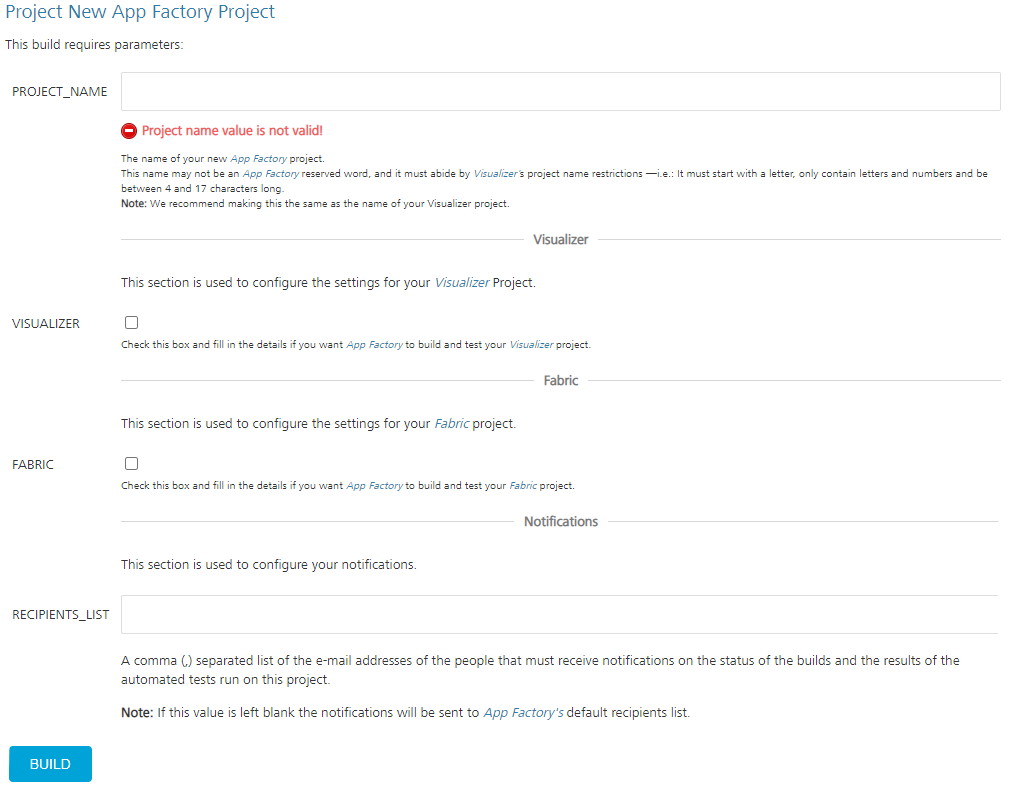 Project New App Factory Project
This build requires parameters:
PROJECT_NAME
Project name value is not valid!
The name of your new App Factory project.
This name may not be an App Factory reserved word, and it must abide by Visualizer's project name restrictions —i.e.: It must start with a letter, only contain letters and numbers and be
between 4 and 17 characters long.
Note: We recommend making this the same as the name of your Visualizer project.
Visualizer
This section is used to configure the settings for your Visualizer Project.
VISUALIZER
Check this box and fill in the details if you want App Factory to build and test your Visualizer project.
Fabric
This section is used to configure the settings for your Fabric project.
FABRIC
Check this box and fill in the details if you want App Factory to build and test your Fabric project.
Notifications
This section is used to configure your notifications.
RECIPIENTS_LIST
A comma (,) separated list of the e-mail addresses of the people that must receive notifications on the status of the builds and the results of the
automated tests run on this project.
Note: If this value is left blank the notifications will be sent to App Factory's default recipients list.
BUILD